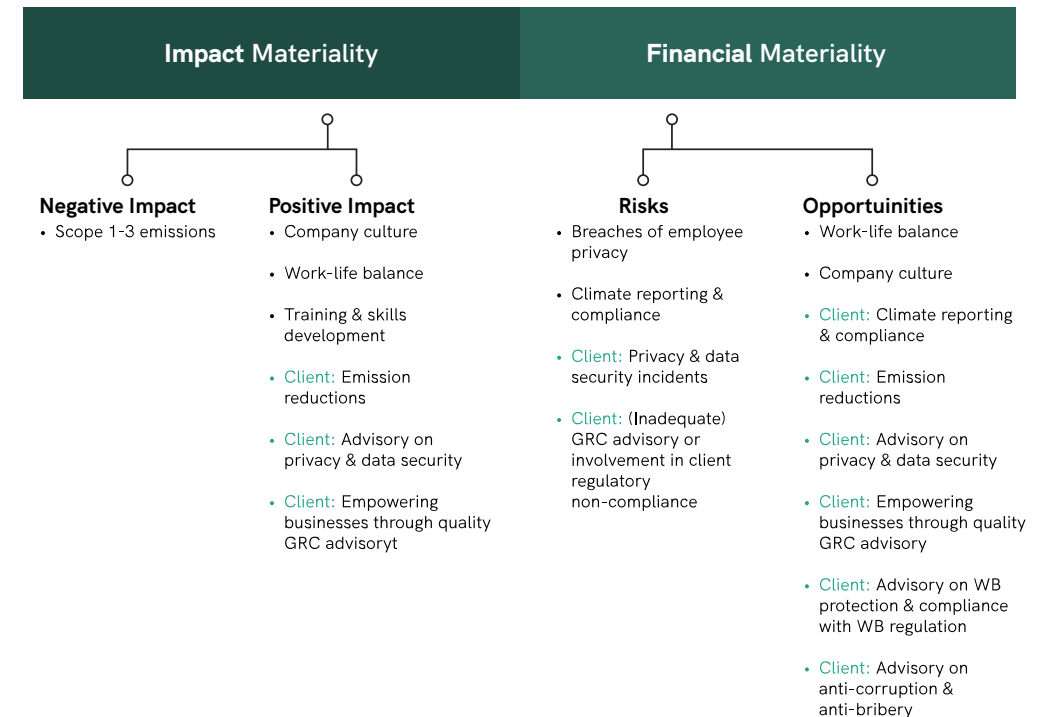 Impact Materiality
Financial Materiality
Negative Impact
• Scope 1-3 emissions
Positive Impact
• Company culture
• Work-life balance
• Training & skills
development
• Client: Emission
reductions
• Client: Advisory on
privacy & data security
• Client: Empowering
businesses through quality
GRC advisoryt
Risks
• Breaches of employee
privacy
• Climate reporting &
compliance
• Client: Privacy & data
security incidents
• Client: (Inadequate)
GRC advisory or
involvement in client
regulatory
non-compliance
Opportuinities
• Work-life balance
• Company culture
• Client: Climate reporting
& compliance
• Client: Emission
reductions
• Client: Advisory on
privacy & data security
• Client: Empowering
businesses through quality
GRC advisory
• Client: Advisory on WB
protection & compliance
with WB regulation
• Client: Advisory on
anti-corruption &
anti-bribery